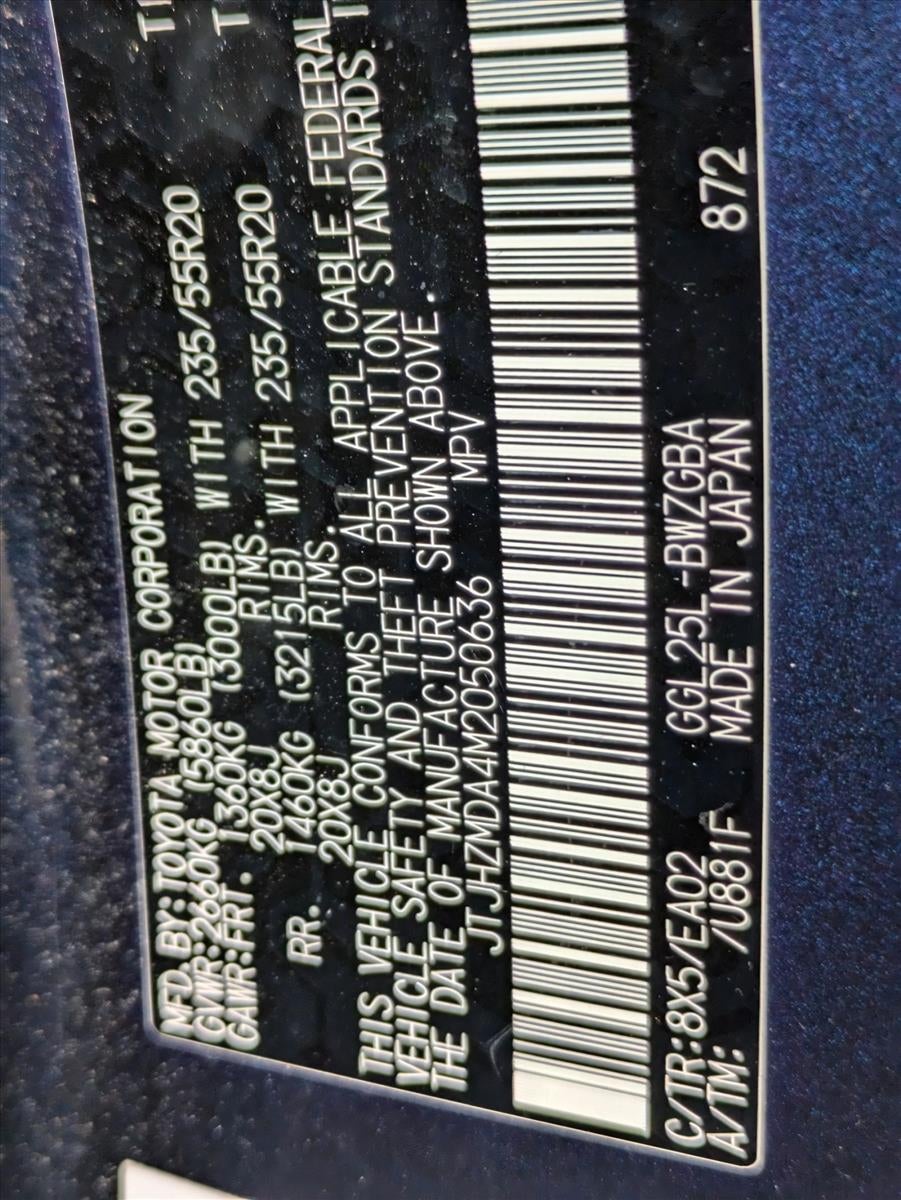 MFD.BY:TOYOTA MOTOR CORPORATION
GVWR:2660KG (5860LB)
GAWR:FRT. 1360KG (3000LB) WITH 235/55R20
20X8J RIMS.
RR. 1460KG (3215LB) WITH 235/55R20
20X8J RIMS.
THIS VEHICLE CONFORMS TO ALL APPLICABLE FEDERAL
VEHICLE SAFETY AND THEFT PREVENTION STANDARDS
THE DATE OF MANUFACTURE SHOWN ABOVE.
JTJHZMDA4M2050636 MPV
C/TR:8X5/EA02 GGL25L-BWZGBA 872
A/TM: /U881F MADE IN JAPAN